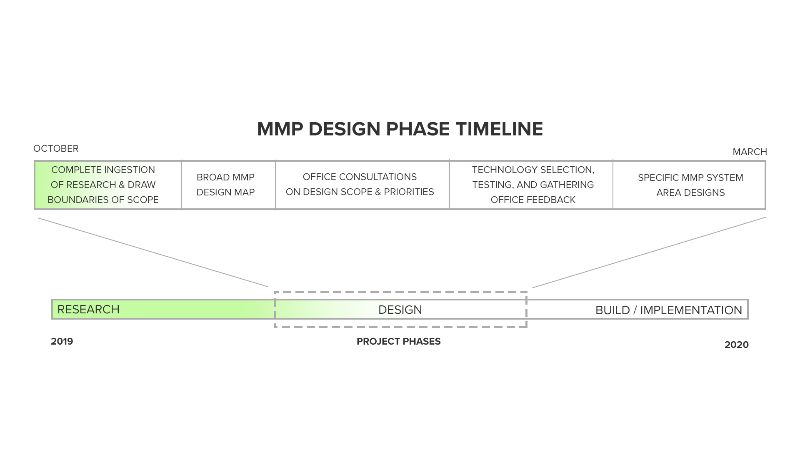 MMP DESIGN PHASE TIMELINE
OCTOBER
MARCH
COMPLETE INGESTION
OF RESEARCH & DRAW
BOUNDARIES OF SCOPE
BROAD MMP
DESIGN MAP
OFFICE CONSULTATIONS
ON DESIGN SCOPE & PRIORITIES
TECHNOLOGY SELECTION,
TESTING, AND GATHERING
OFFICE FEEDBACK
SPECIFIC MMP SYSTEM
AREA DESIGNS
RESEARCH
DESIGN
BUILD / IMPLEMENTATION
2019
PROJECT PHASES
2020